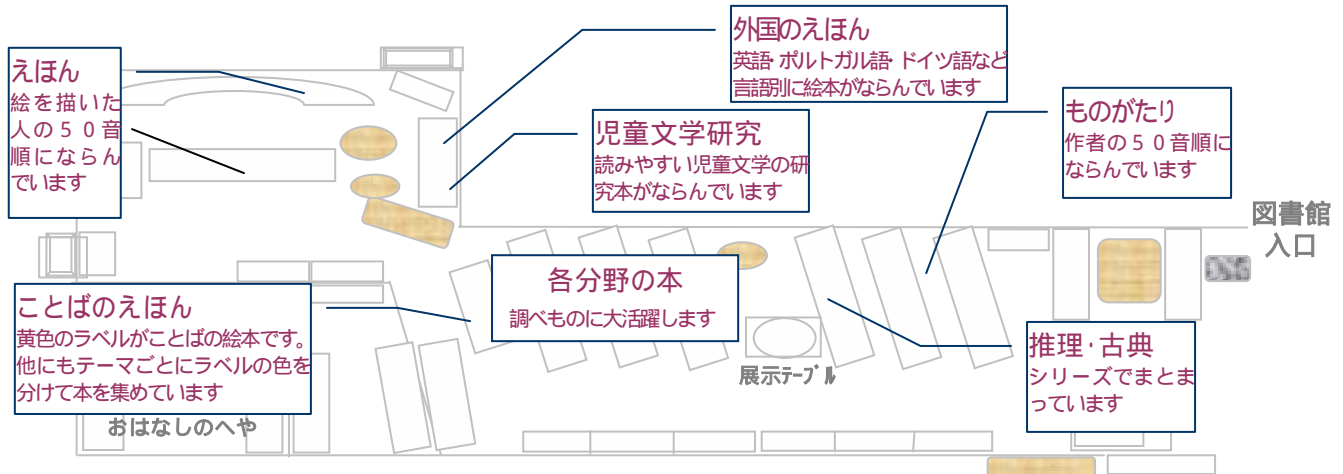 えほん
絵を描いた
人の５０音
順にならん
でいます
外国のえほん
英語・ポルトガル語・ドイツ語など
言語別に絵本がならんでいます
児童文学研究
読みやすい児童文学の研
究本がならんでいます
ものがたり
作者の５０音順に
ならんでいます
図書館
入口
各分野の本
調べものに大活躍します
ことばのえほん
黄色のラベルがことばの絵本です。
他にもテーマごとにラベルの色を
分けて本を集めています
推理・古典
シリーズでまとま
っています
展示テーブル
おはなしのへや